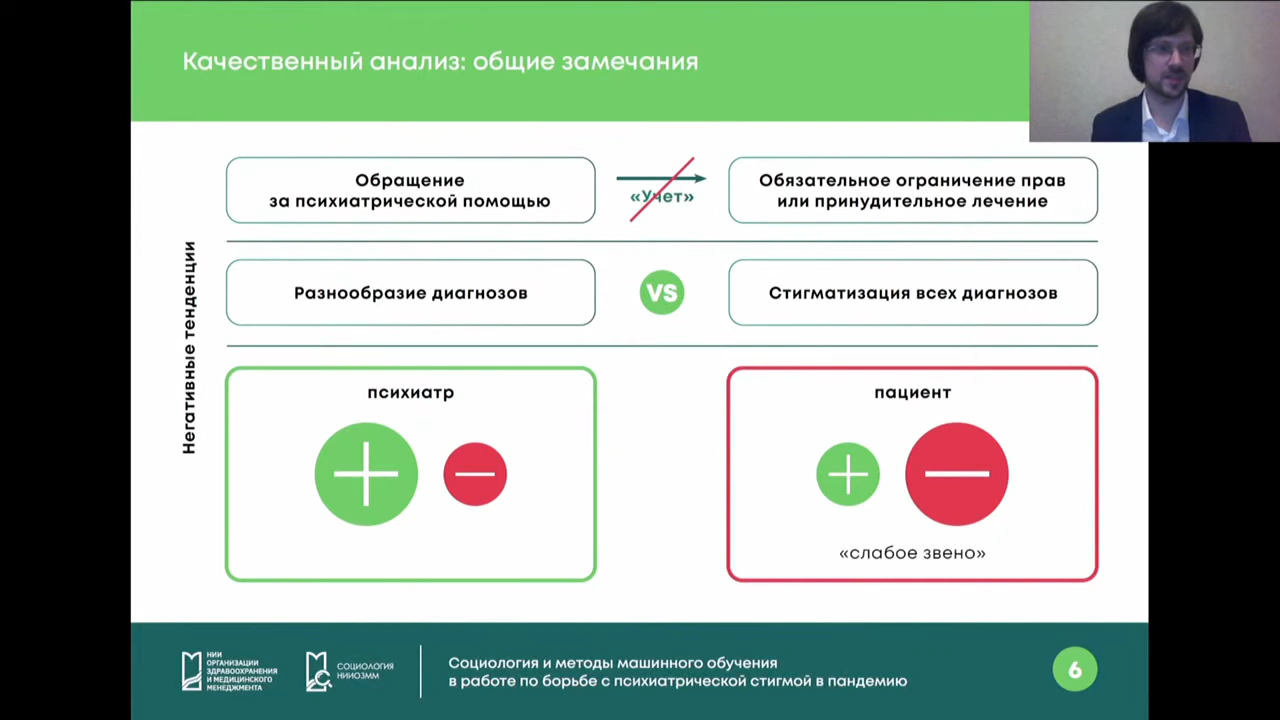 Качественный анализ: общие замечания
Негативные тенденции
Обращение
за психиатрической помощью
«Учет»
Обязательное ограничение прав
или принудительное лечение
Разнообразие диагнозов
VS
Стигматизация всех диагнозов
психиатр
пациент
«слабое звено»
НИИ
ОРГАНИЗАЦИИ
ЗДРАВООХРАНЕНИЯ
И МЕДИЦИНСКОГО
МЕНЕДЖМЕНТА
СОЦИОЛОГИЯ
НИИОЗММ
Социология и методы машинного обучения
в работе по борьбе с психиатрической стигмой в пандемию
6